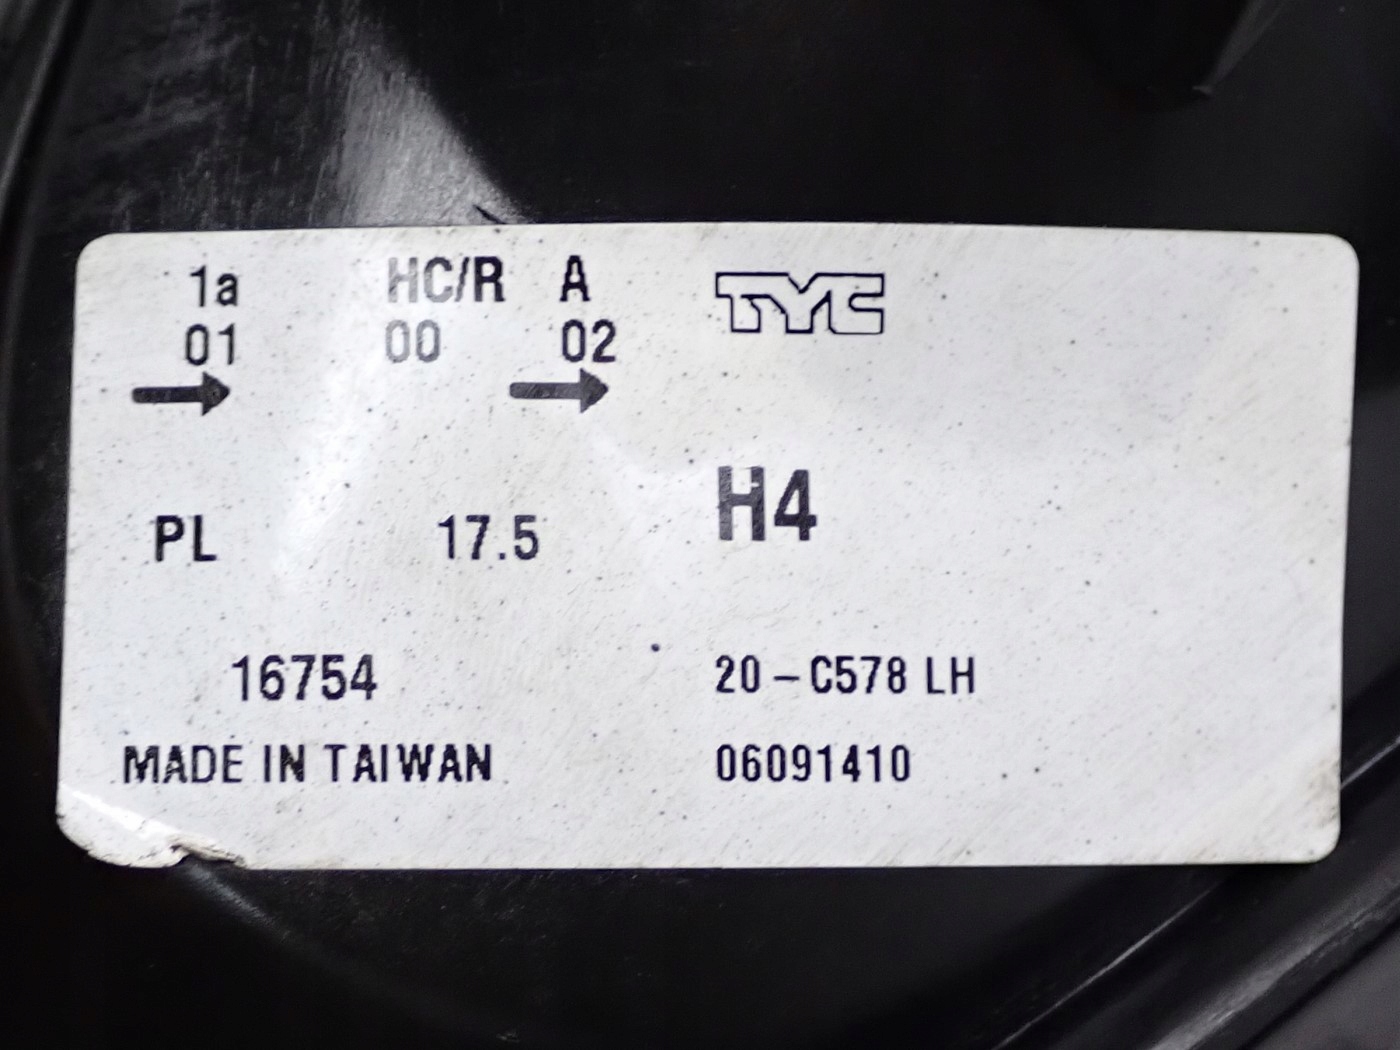 1a HC/R A TYC
01 00 02
H4
PL 17.5
16754 20-C578 LH
MADE IN TAIWAN 06091410